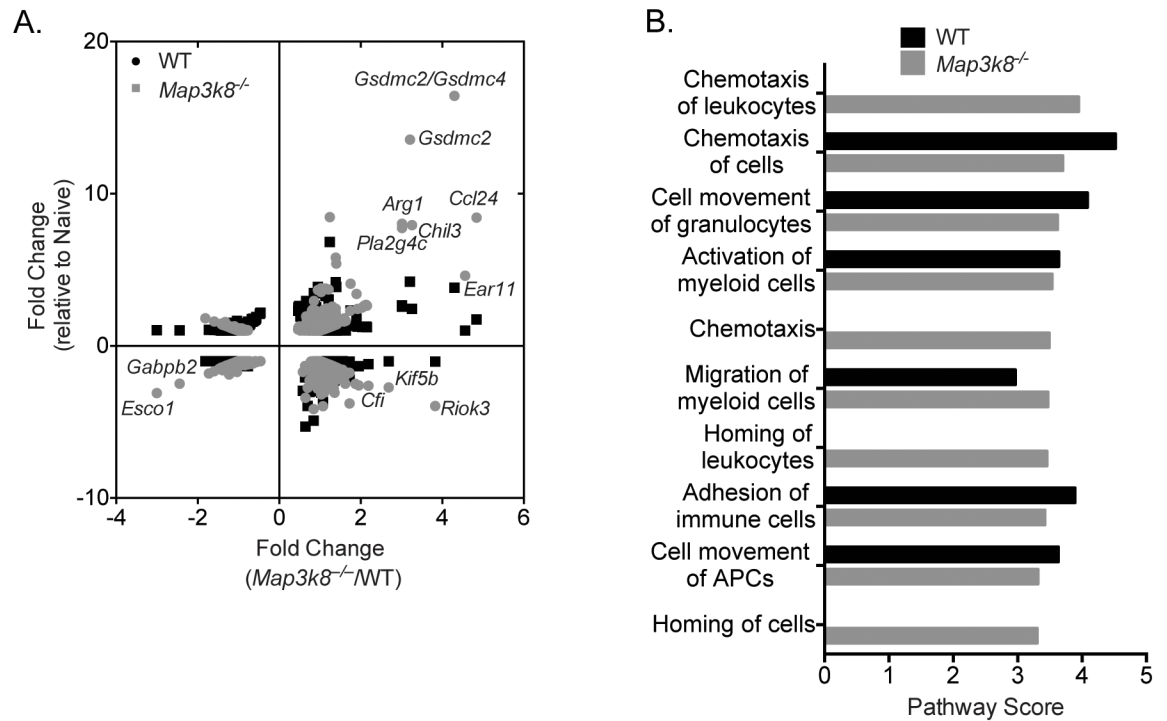 A.
20
10
0
-10
Fold Change
(relative to Naive)
WT
Map3k8-/-
Gsdmc2/Gsdmc4
Gsdmc2
Arg1
Ccl24
Chil3
Pla2g4c
Ear11
Gabpb2
Esco1
Kif5b
Cfi
Riok3
-4
-2
0
2
4
6
Fold Change
(Map3k8–/–/WT)
B.
WT
Map3k8-/-
Chemotaxis
of leukocytes
Chemotaxis
of cells
Cell movement
of granulocytes
Activation of
myeloid cells
Chemotaxis
Migration of
myeloid cells
Homing of
leukocytes
Adhesion of
immune cells
Cell movement
of APCs
Homing of cells
0
1
2
3
4
5
Pathway Score